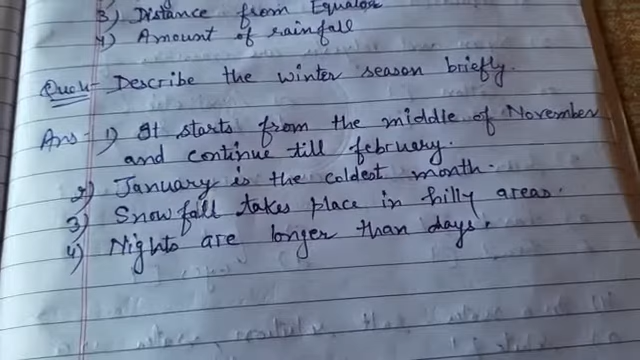 3) Distance from Equator
4) Amount of rainfall
Ques:- Describe the winter season briefly.
Ans:- 1) It starts from the middle of November
and continue till february.
2) January is the coldest month.
3) Snow fall takes place in hilly areas.
4) Nights are longer than days.